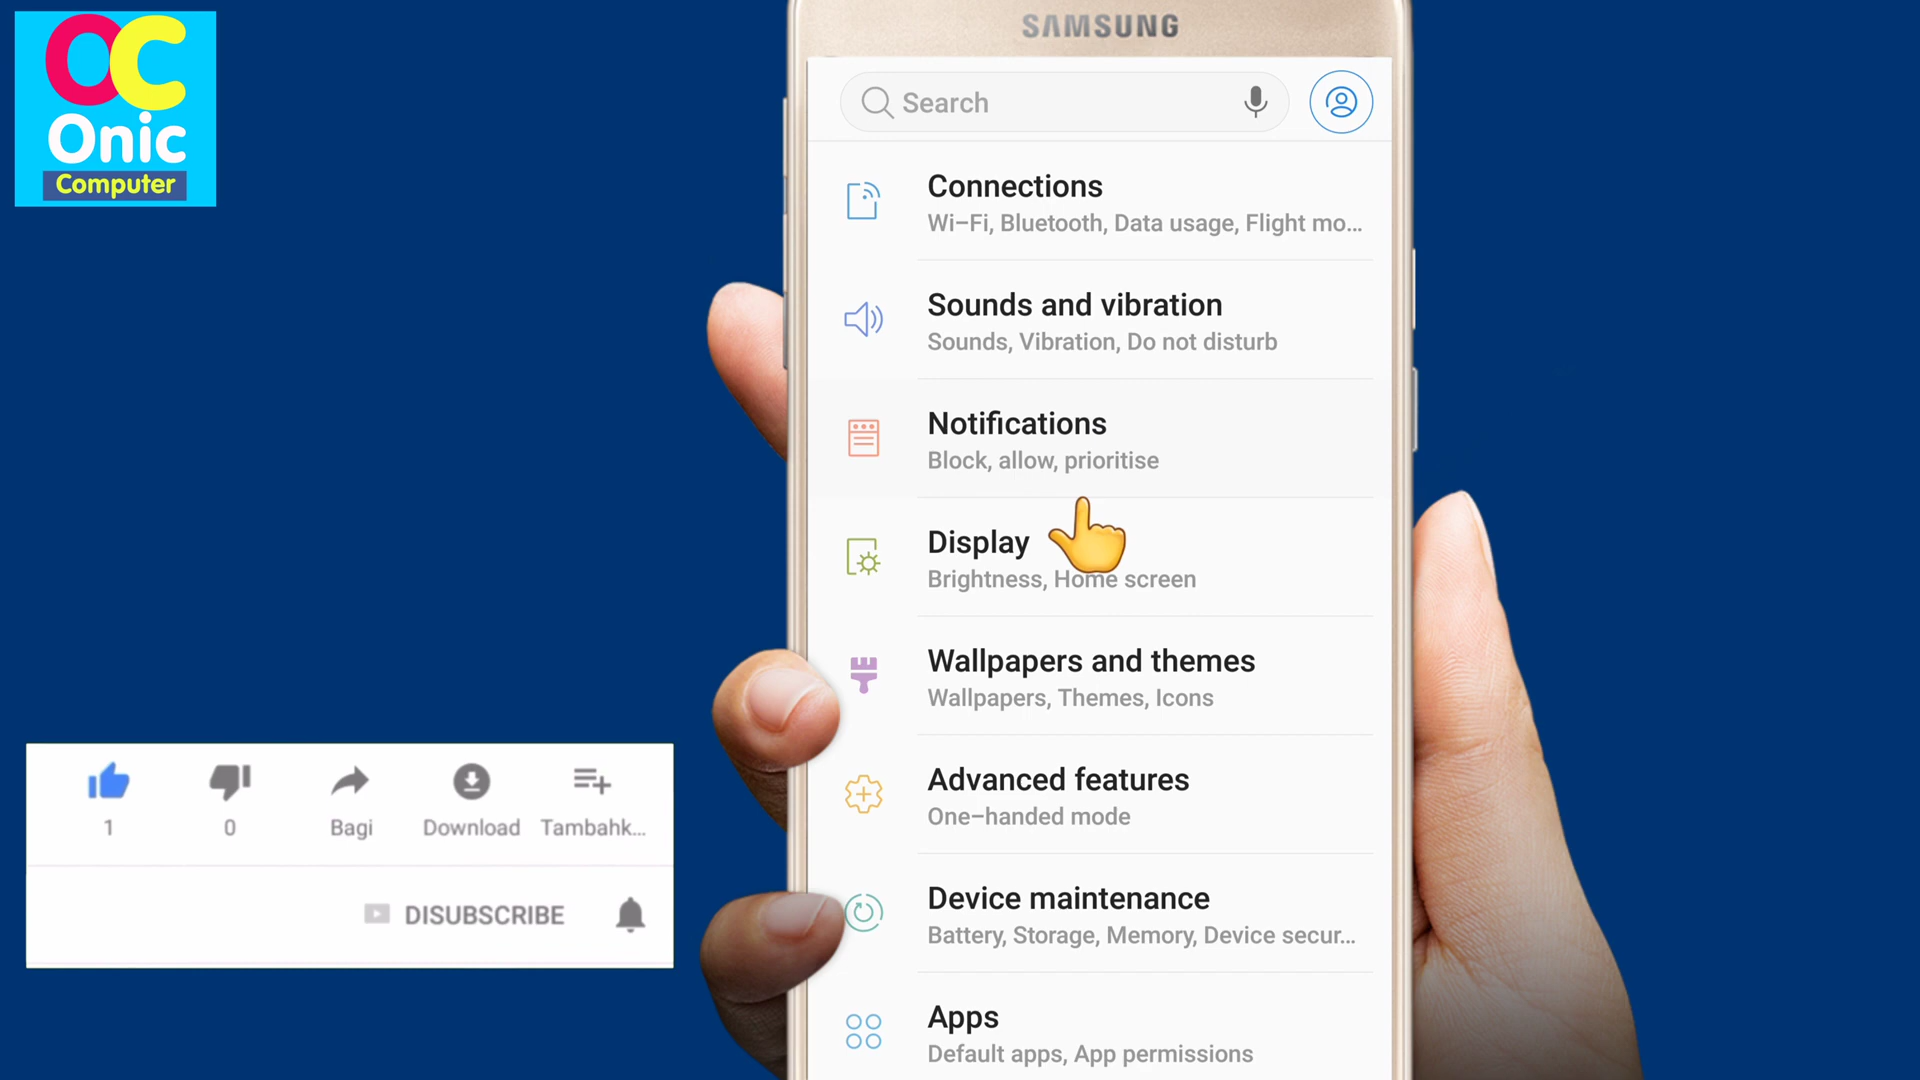 OC
Onic
Computer
SAMSUNG
Search
Connections
Wi-Fi, Bluetooth, Data usage, Flight mo...
Sounds and vibration
Sounds, Vibration, Do not disturb
Notifications
Block, allow, prioritise
Display
Brightness, Home screen
Wallpapers and themes
Wallpapers, Themes, Icons
Advanced features
One-handed mode
Device maintenance
Battery, Storage, Memory, Device secur...
Apps
Default apps, App permissions
1 0 Bagi Download Tambahk...
DISUBSCRIBE